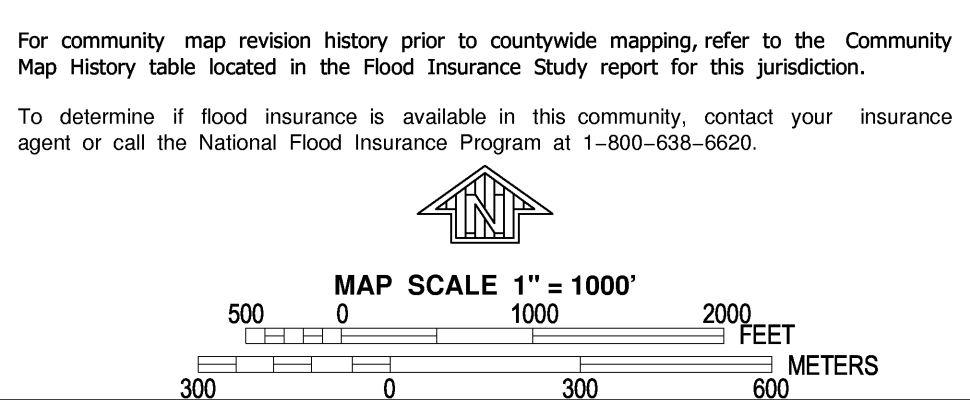 For community map revision history prior to countywide mapping, refer to the Community
Map History table located in the Flood Insurance Study report for this jurisdiction.
To determine if flood insurance is available in this community, contact your insurance
agent or call the National Flood Insurance Program at 1-800-638-6620.
N
MAP SCALE 1" = 1000'
500 0 1000 2000
FEET
METERS
300 0 300 600